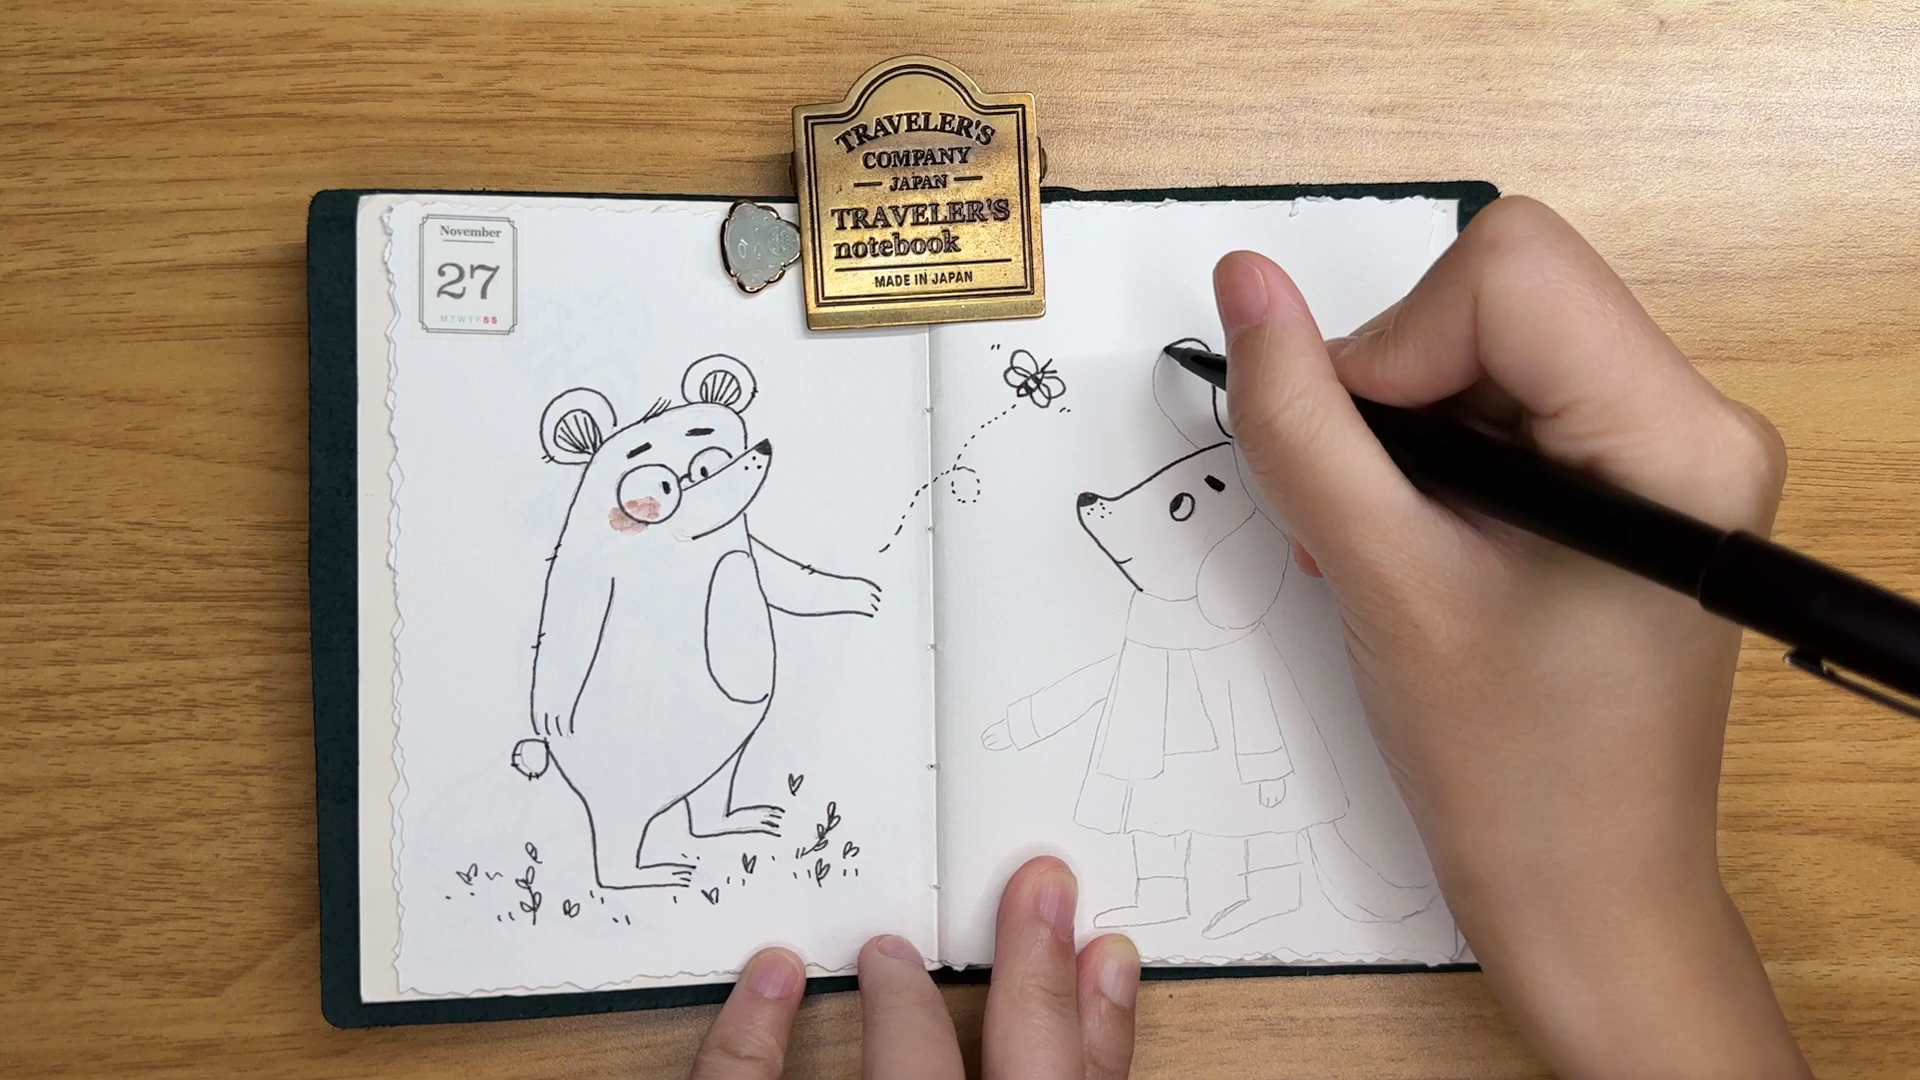 November
27
MTWTFSS
TRAVELER'S
COMPANY
JAPAN
TRAVELER'S
notebook
MADE IN JAPAN